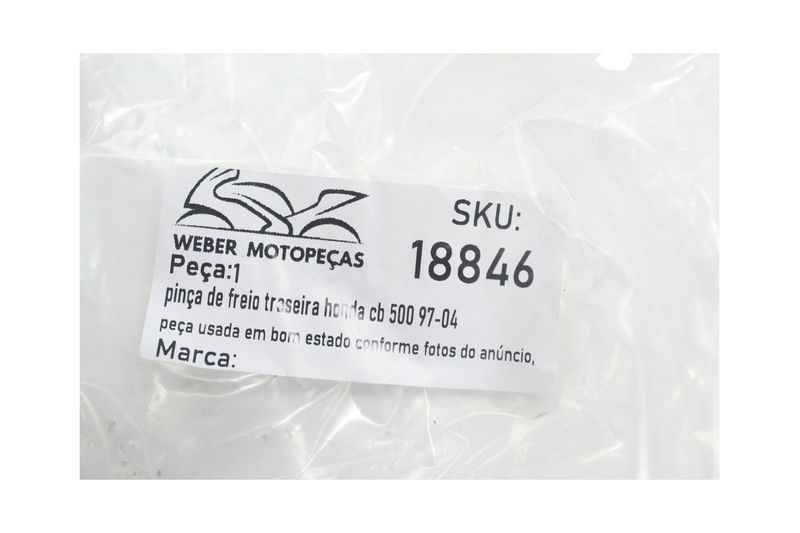 WEBER MOTOPEÇAS
SKU:
18846
Peça:1
pinça de freio traseira honda cb 500 97-04
peça usada em bom estado conforme fotos do anúncio,
Marca: